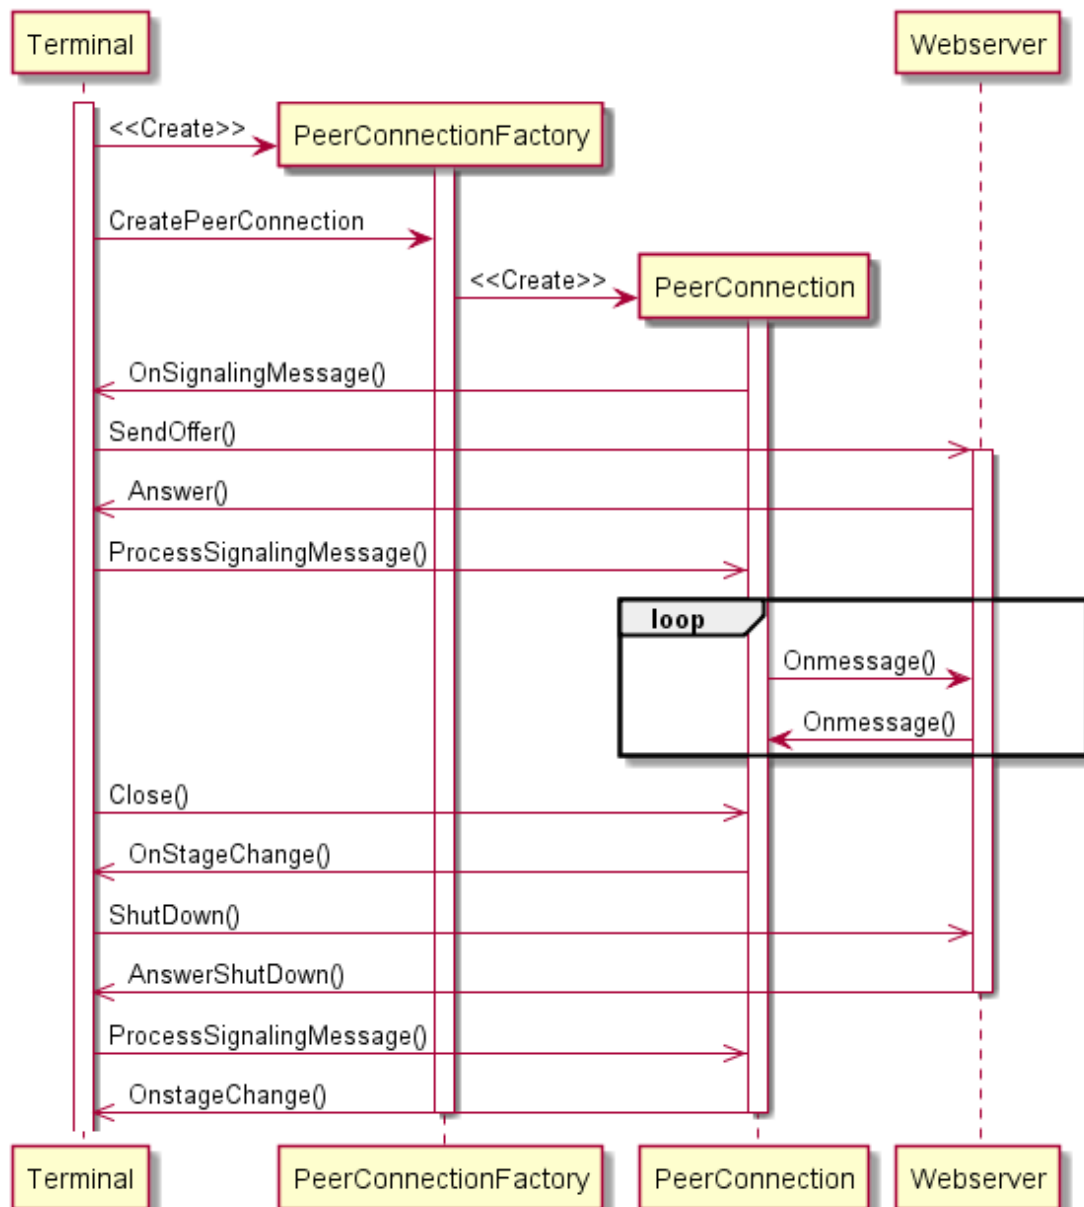 Terminal
Webserver
<<Create>>
PeerConnectionFactory
CreatePeerConnection
<<Create>>
PeerConnection
OnSignalingMessage()
SendOffer()
Answer()
ProcessSignalingMessage()
loop
Onmessage()
Onmessage()
Close()
OnStageChange()
ShutDown()
AnswerShutDown()
ProcessSignalingMessage()
OnstageChange()
Terminal
PeerConnectionFactory
PeerConnection
Webserver